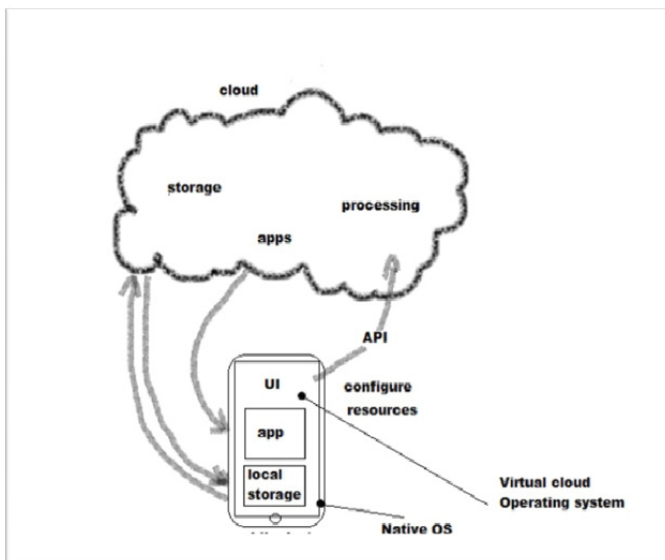 cloud
storage
processing
apps
API
UI
configure
resources
app
local
storage
Virtual cloud
Operating system
Native OS